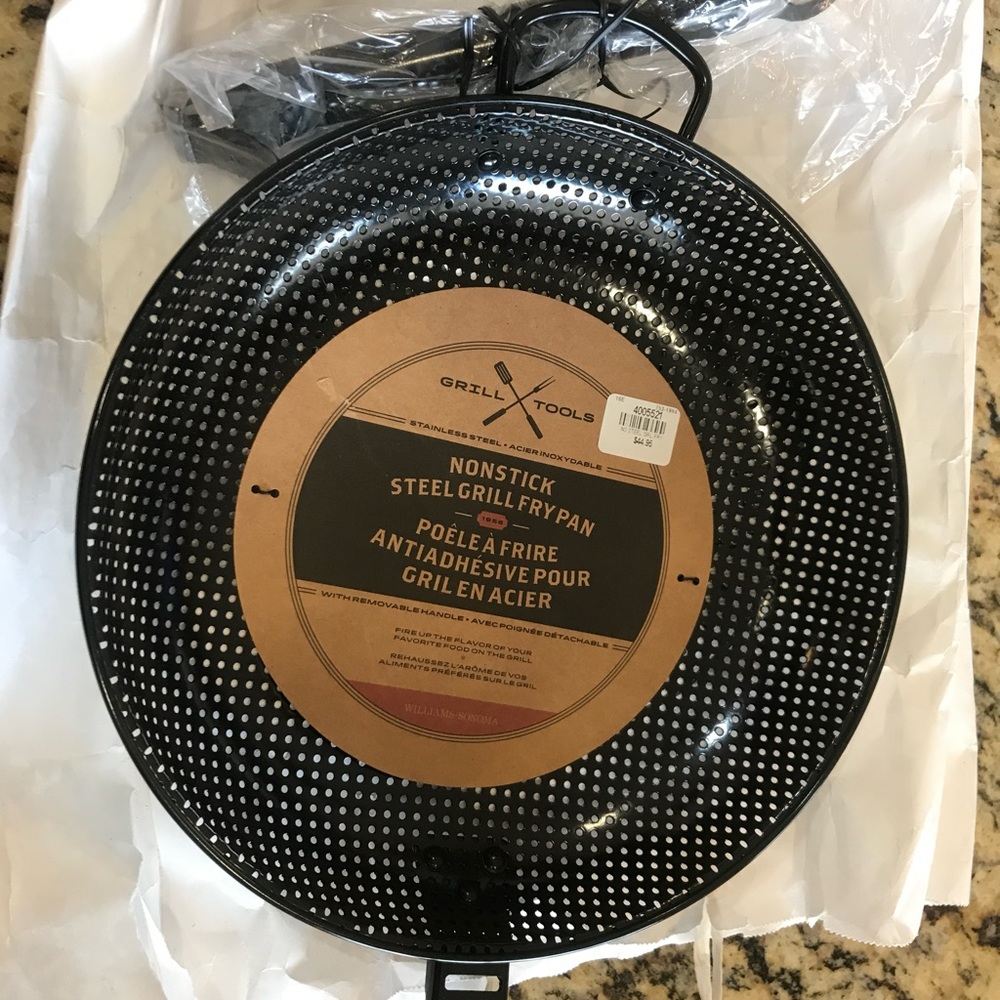 GRILL TOOLS
4005521
$44.95
STAINLESS STEEL • ACIER INOXYDABLE
NONSTICK
STEEL GRILL FRY PAN
POÊLE À FRIRE
ANTIADHÉSIVE POUR
GRIL EN ACIER
WITH REMOVABLE HANDLE • AVEC POIGNÉE DÉTACHABLE
FIRE UP THE FLAVOR OF YOUR
FAVORITE FOOD ON THE GRILL
REHAUSSEZ L'ARÔME DE VOS
ALIMENTS PRÉFÉRÉS SUR LE GRIL
WILLIAMS-SONOMA